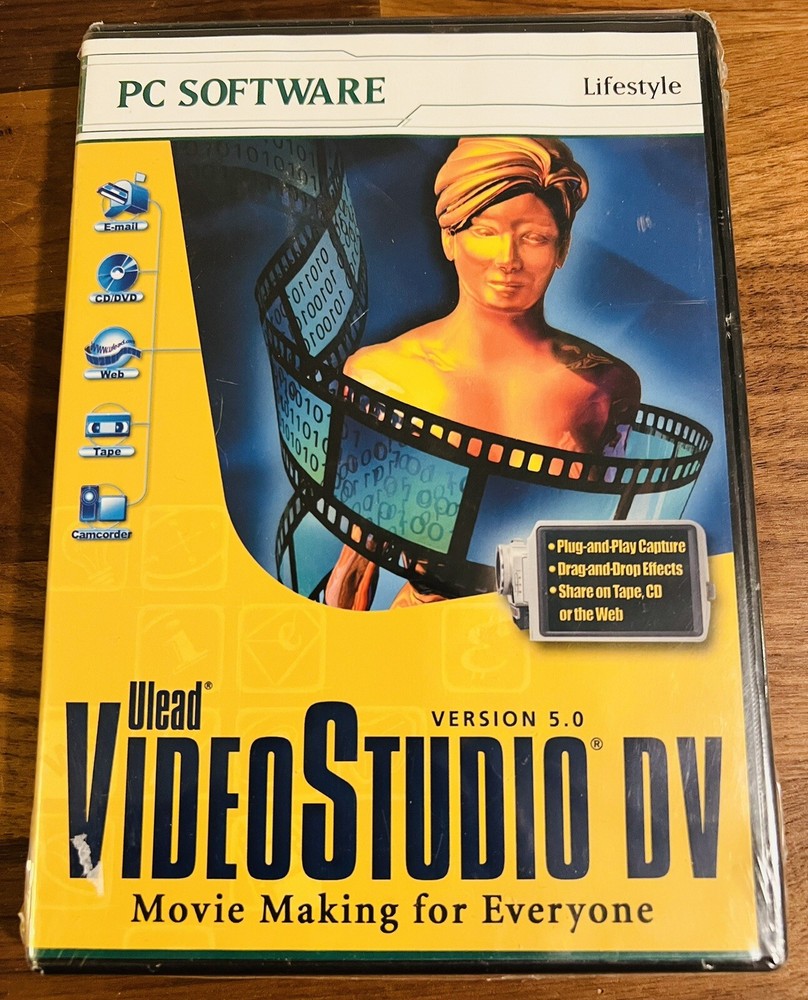 PC SOFTWARE
Lifestyle
E-mail
CD/DVD
Web
Tape
Camcorder
• Plug-and-Play Capture
• Drag-and-Drop Effects
• Share on Tape, CD
or the Web
Ulead®
VERSION 5.0
VIDEOSTUDIO® DV
Movie Making for Everyone